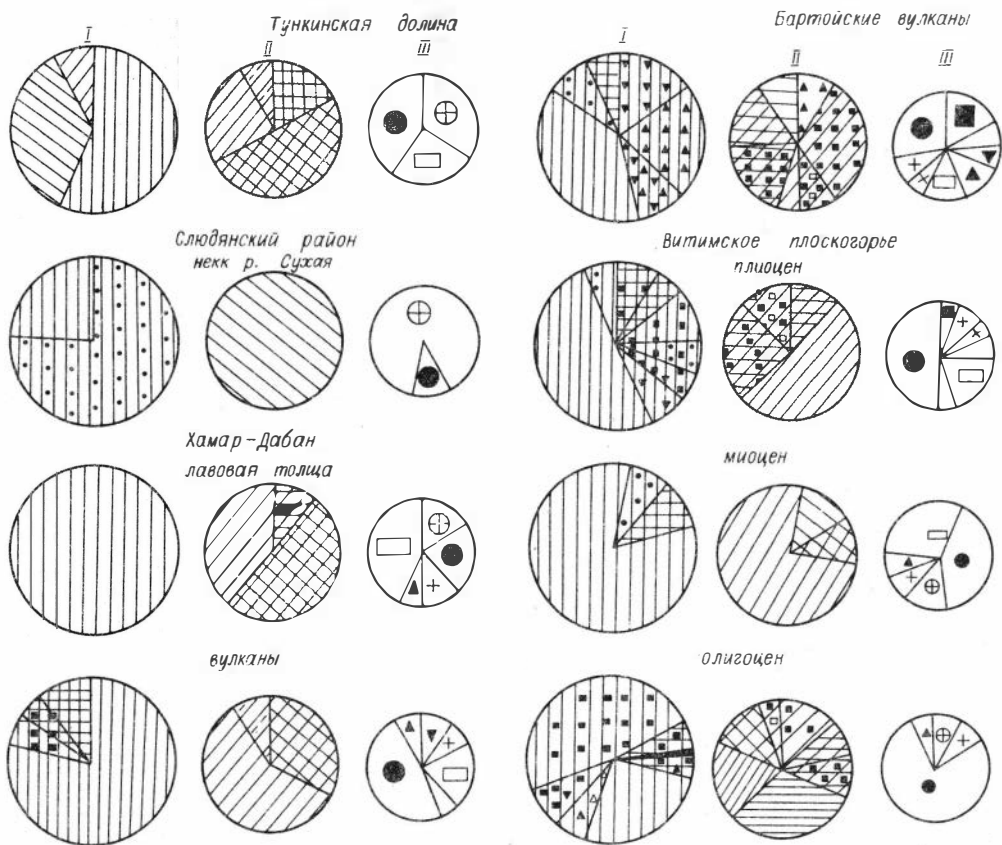 Тункинская долина
I II III
Слюдянский район
некк р. Сухая
Хамар-Дабан
лавовая толща
вулканы
Бартойские вулканы
I II III
Витимское плоскогорье
плиоцен
миоцен
олигоцен